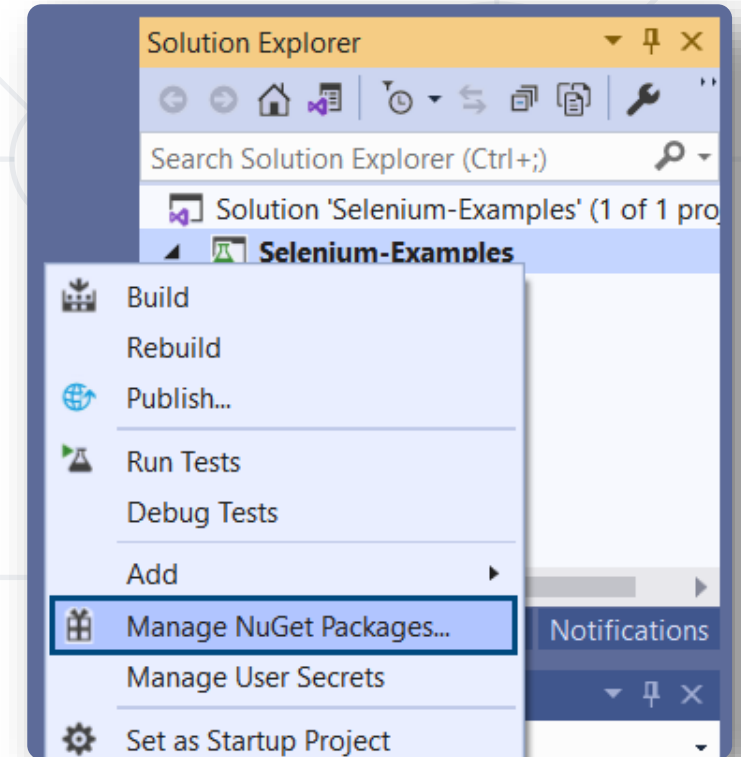 Solution Explorer
Search Solution Explorer (Ctrl+;)
Solution 'Selenium-Examples' (1 of 1 pro
Selenium-Examples
Build
Rebuild
Publish...
Run Tests
Debug Tests
Add
Manage NuGet Packages...
Notifications
Manage User Secrets
Set as Startup Project